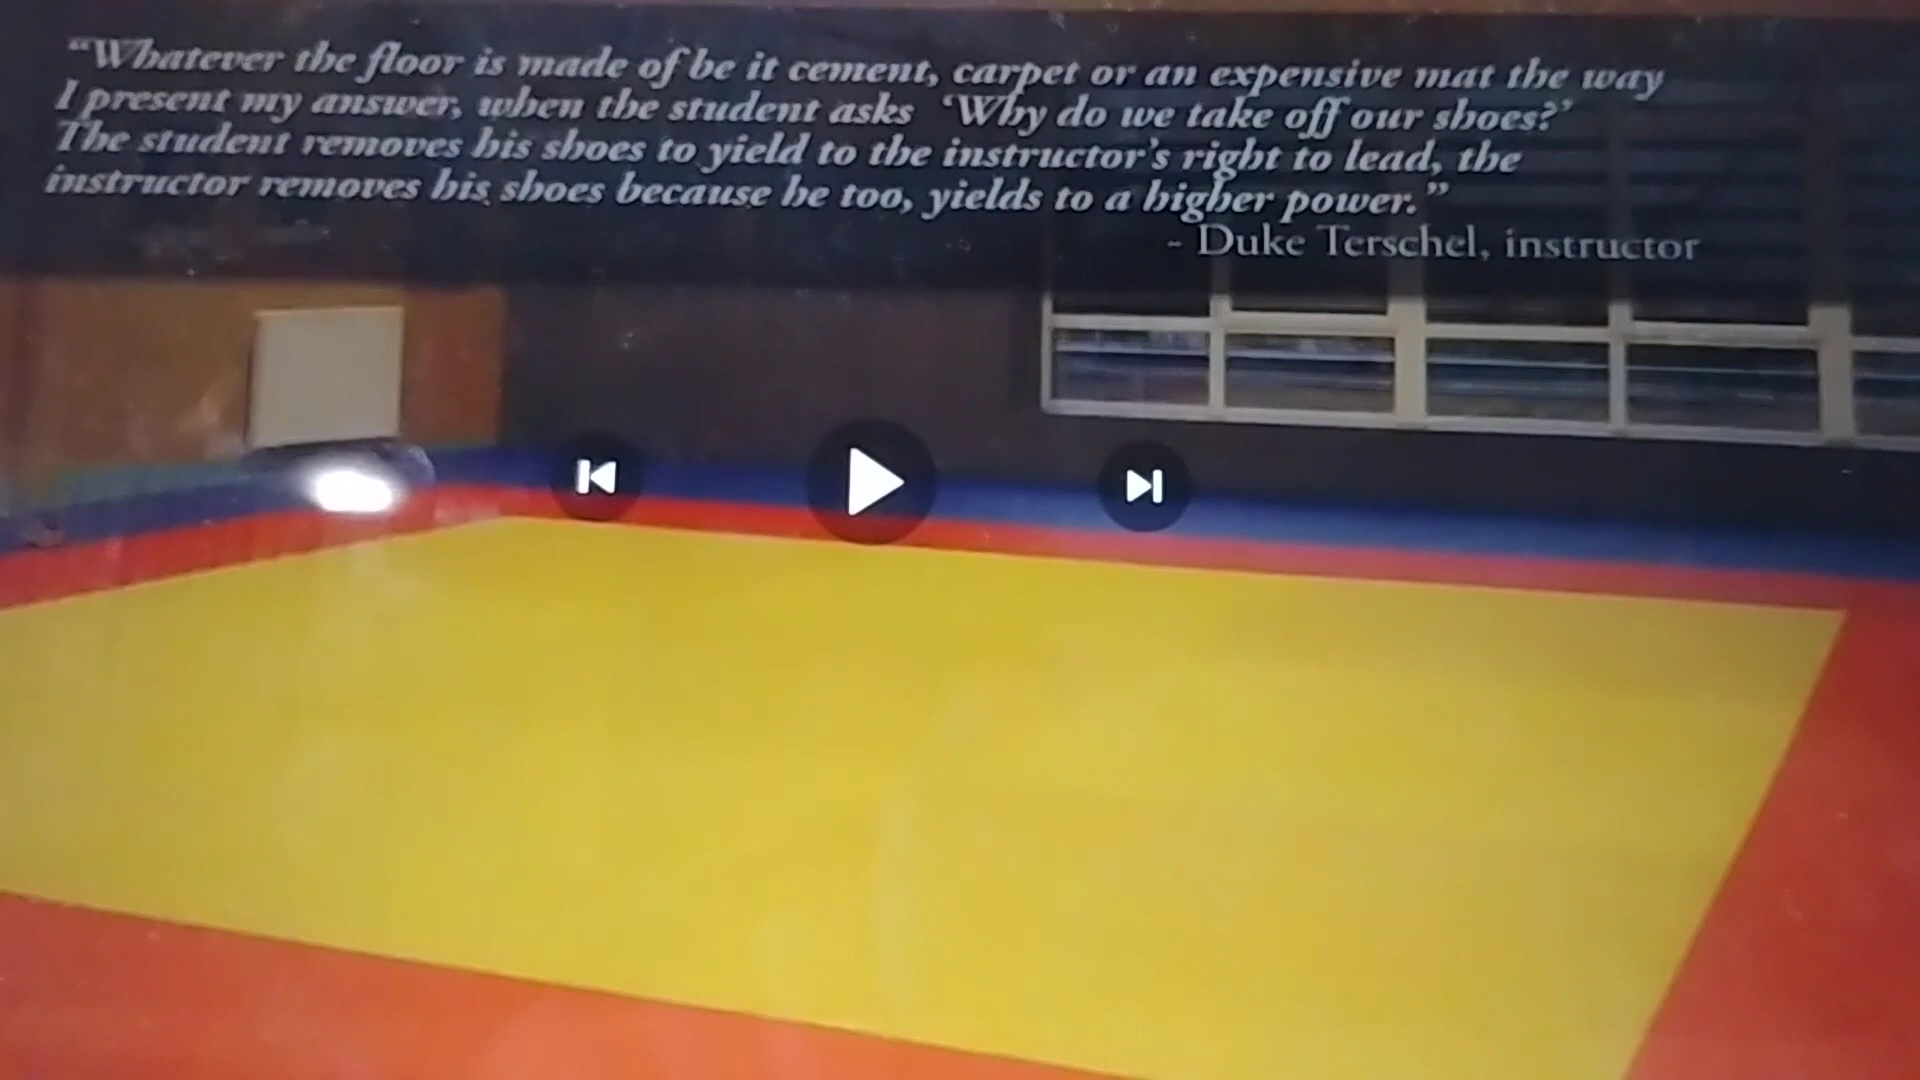 “Whatever the floor is made of be it cement, carpet or an expensive mat the way
I present my answer, when the student asks ‘Why do we take off our shoes?’
The student removes his shoes to yield to the instructor’s right to lead, the
instructor removes his shoes because he too, yields to a higher power.”
- Duke Terschel, instructor